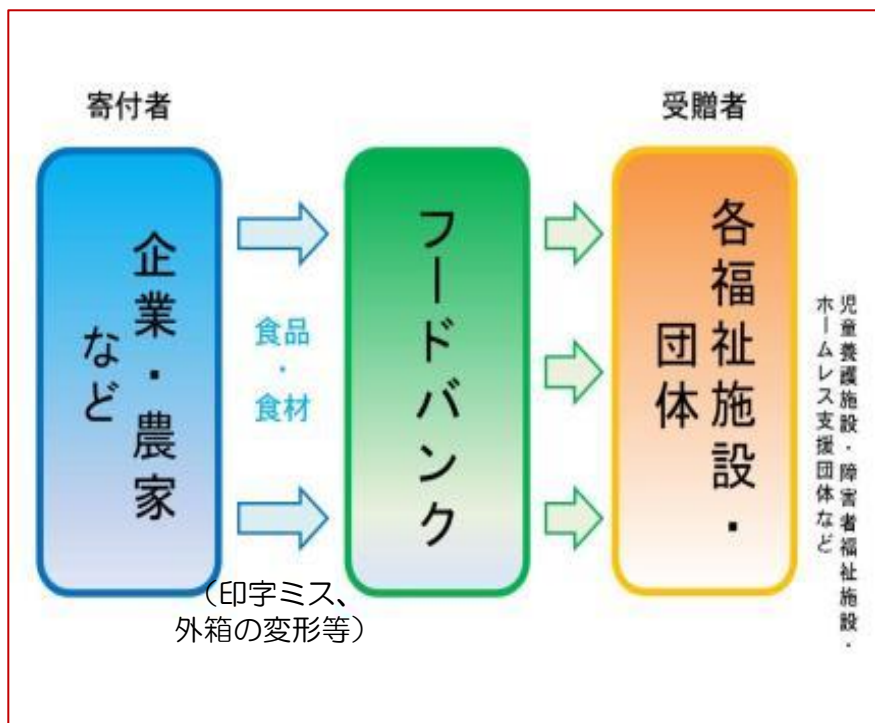 寄付者
受贈者
企業・農家
など
食品
・
食材
（印字ミス、
外箱の変形等）
フードバンク
各福祉施設・
団体
児童養護施設・障害者福祉施設・
ホームレス支援団体など